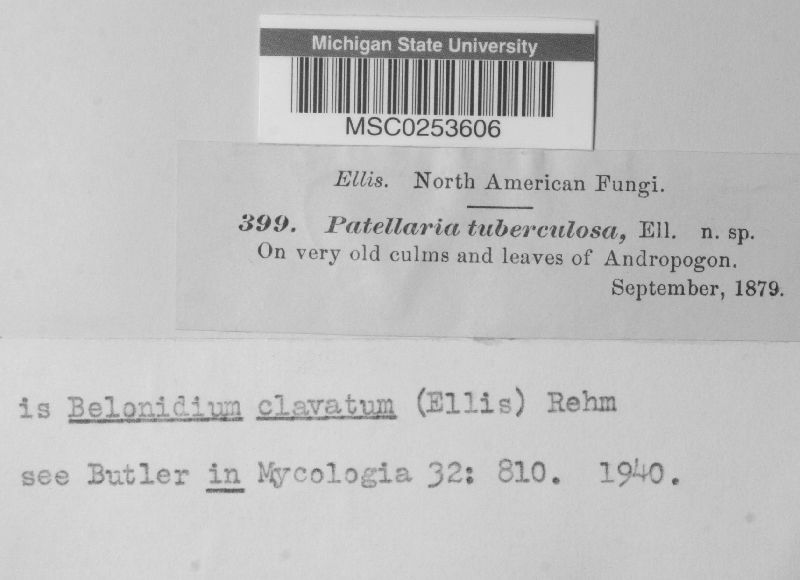 Michigan State University
MSC0253606
Ellis. North American Fungi.
399. Patellaria tuberculosa, Ell. n. sp.
On very old culms and leaves of Andropogon.
September, 1879.
is Belonidium clavatum (Ellis) Rehm
see Butler in Mycologia 32: 810. 1940.